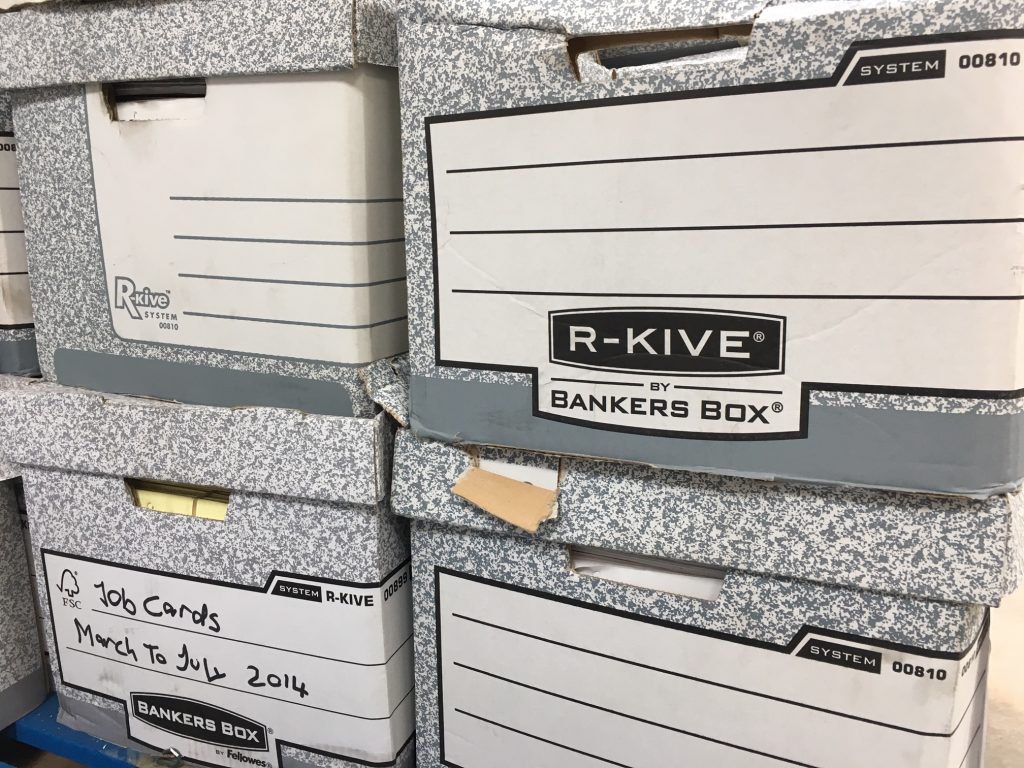 SYSTEM 00810
R-KIVE®
BY
BANKERS BOX®
R-Kive™
SYSTEM
00810
FSC
Job Cards
March To July 2014
SYSTEM R-KIVE
BANKERS BOX®
BY Fellowes®
SYSTEM 00810